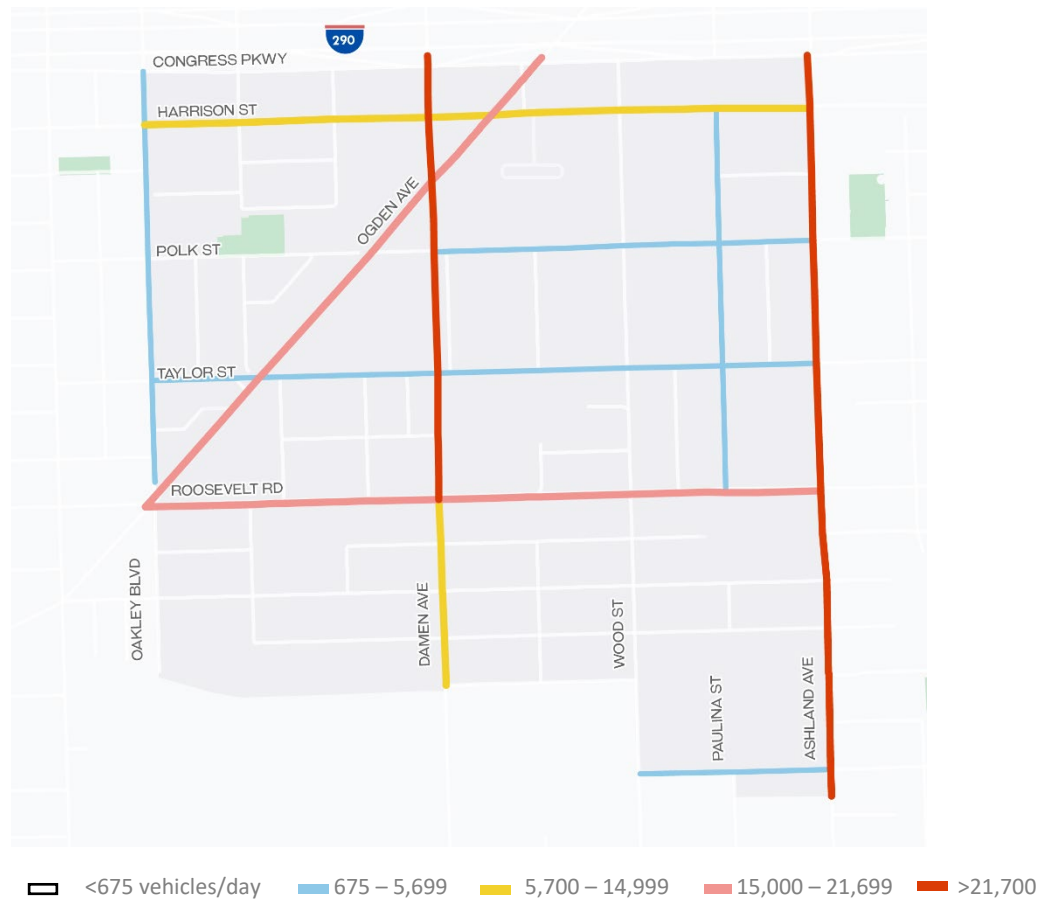 290
CONGRESS PKWY
HARRISON ST
OGDEN AVE
POLK ST
TAYLOR ST
ROOSEVELT RD
OAKLEY BLVD
DAMEN AVE
WOOD ST
PAULINA ST
ASHLAND AVE
<675 vehicles/day 675 – 5,699 5,700 – 14,999 15,000 – 21,699 >21,700